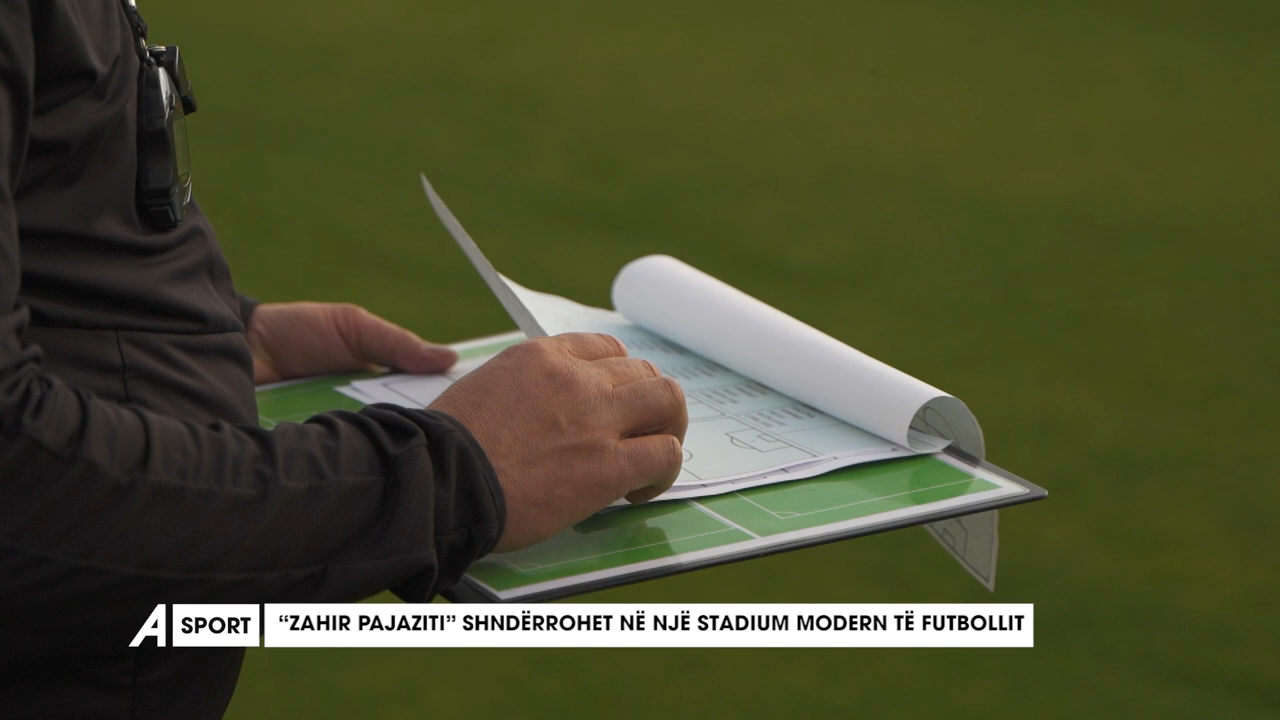 A SPORT “ZAHIR PAJAZITI” SHNDËRROHET NË NJË STADIUM MODERN TË FUTBOLLIT